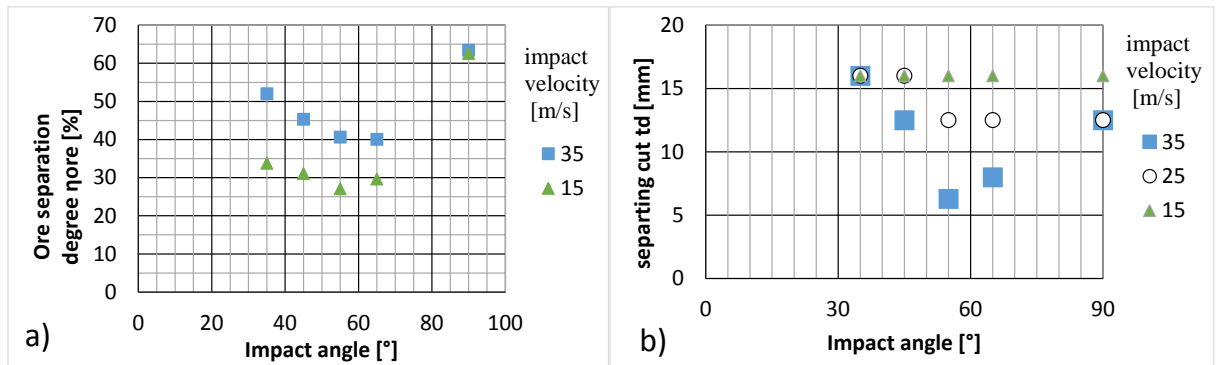 70
60
50
40
30
20
10
0
0 20 40 60 80 100
Ore separation
degree ηore [%]
Impact angle [°]
a)
impact
velocity
[m/s]
35
15
20
15
10
5
0
0 30 60 90
separting cut td [mm]
Impact angle [°]
b)
impact
velocity
[m/s]
35
25
15